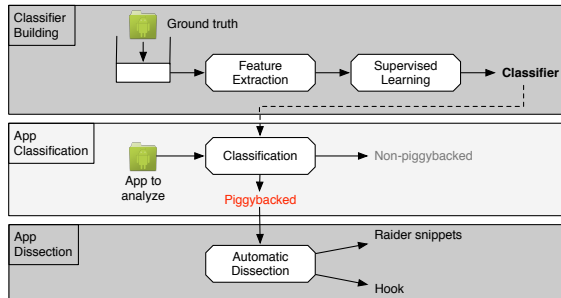 Classifier
Building
Ground truth
Feature
Extraction
Supervised
Learning
Classifier
App
Classification
App to
analyze
Classification
Non-piggybacked
Piggybacked
App
Dissection
Automatic
Dissection
Raider snippets
Hook